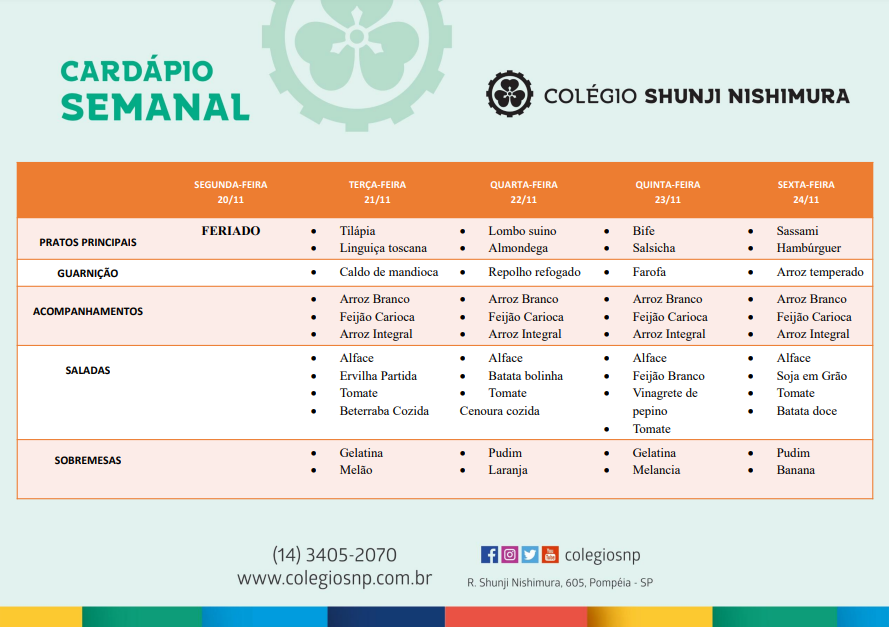 CARDÁPIO
SEMANAL
COLÉGIO SHUNJI NISHIMURA
SEGUNDA-FEIRA
20/11
TERÇA-FEIRA
21/11
QUARTA-FEIRA
22/11
QUINTA-FEIRA
23/11
SEXTA-FEIRA
24/11
PRATOS PRINCIPAIS
FERIADO
• Tilápia
• Linguiça toscana
• Lombo suino
• Almondega
• Bife
• Salsicha
• Sassami
• Hambúrguer
GUARNIÇÃO
• Caldo de mandioca
• Repolho refogado
• Farofa
• Arroz temperado
ACOMPANHAMENTOS
• Arroz Branco
• Feijão Carioca
• Arroz Integral
• Arroz Branco
• Feijão Carioca
• Arroz Integral
• Arroz Branco
• Feijão Carioca
• Arroz Integral
• Arroz Branco
• Feijão Carioca
• Arroz Integral
SALADAS
• Alface
• Ervilha Partida
• Tomate
• Beterraba Cozida
• Alface
• Batata bolinha
• Tomate
Cenoura cozida
• Alface
• Feijão Branco
• Vinagrete de
pepino
• Tomate
• Alface
• Soja em Grão
• Tomate
• Batata doce
SOBREMESAS
• Gelatina
• Melão
• Pudim
• Laranja
• Gelatina
• Melancia
• Pudim
• Banana
(14) 3405-2070
www.colegiosnp.com.br
colegiosnp
R. Shunji Nishimura, 605, Pompéia - SP